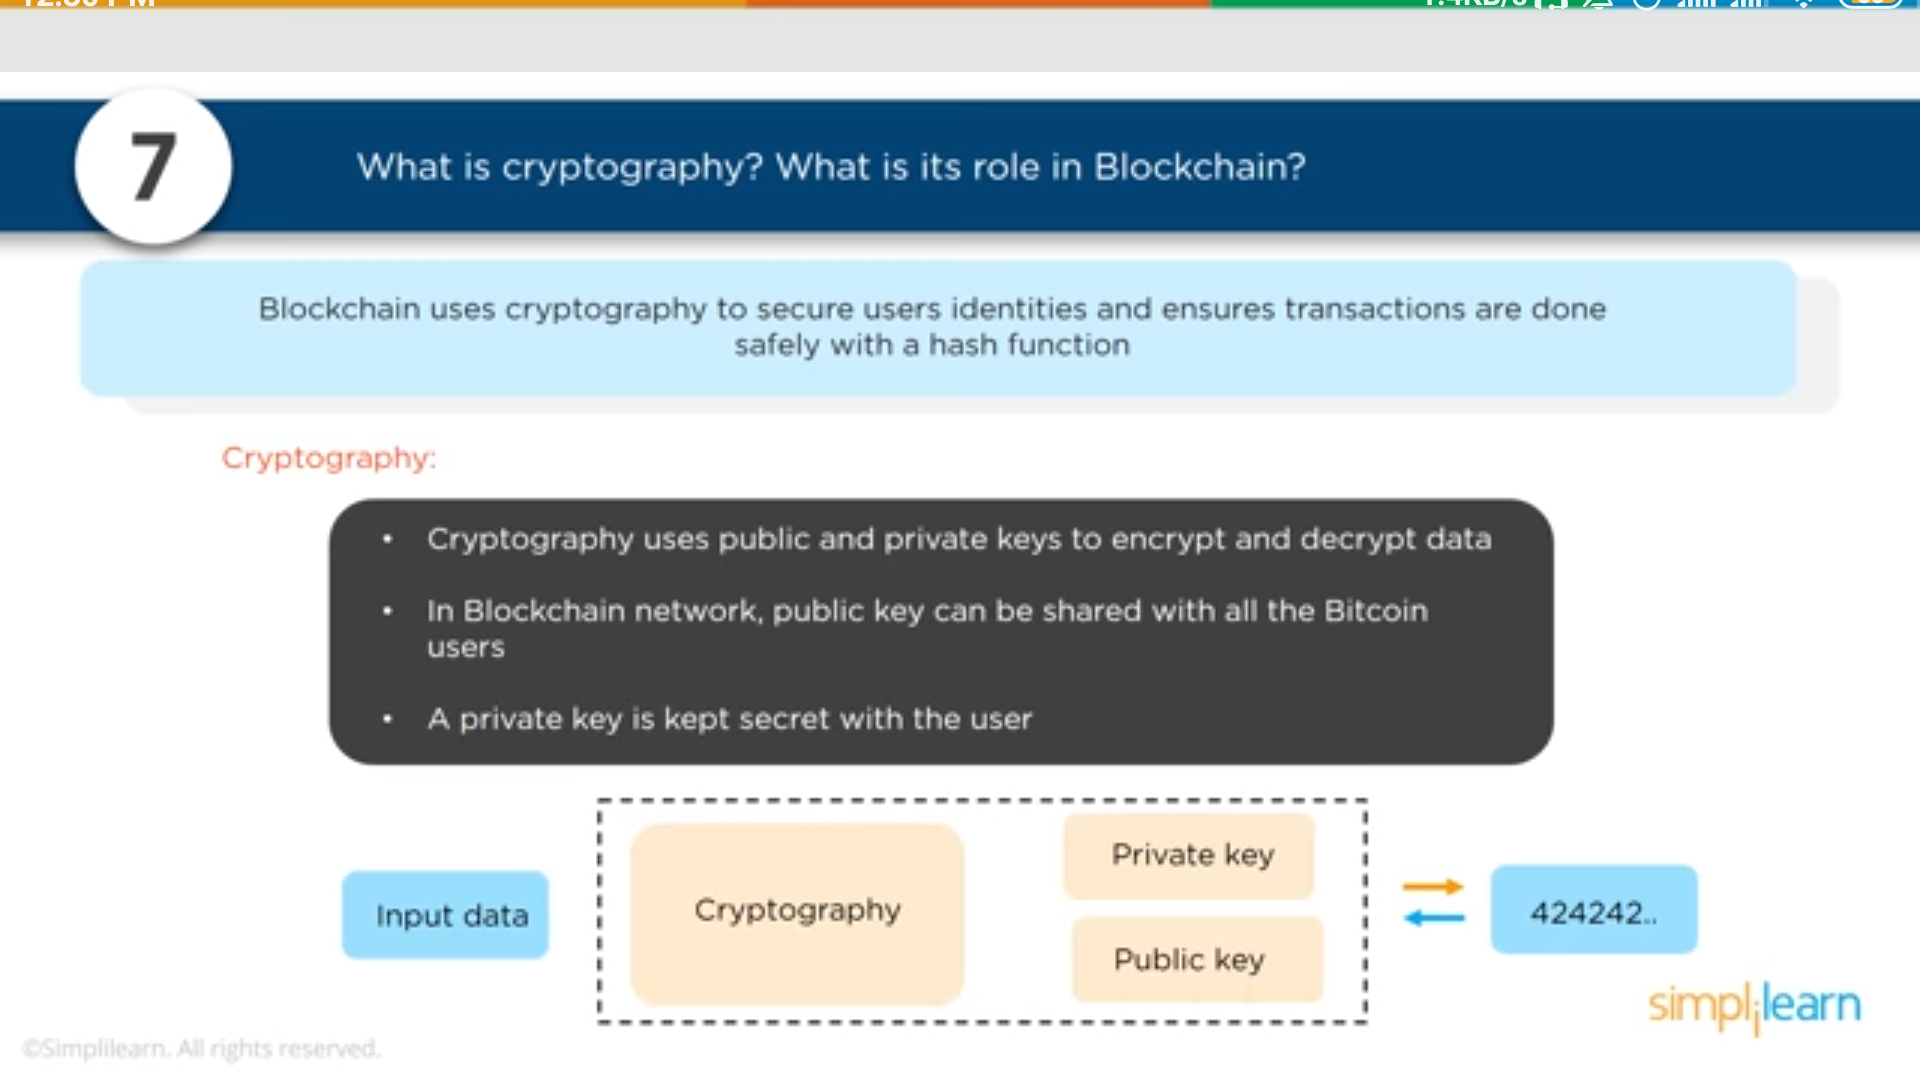 7
What is cryptography? What is its role in Blockchain?
Blockchain uses cryptography to secure users identities and ensures transactions are done
safely with a hash function
Cryptography:
• Cryptography uses public and private keys to encrypt and decrypt data
• In Blockchain network, public key can be shared with all the Bitcoin
users
• A private key is kept secret with the user
Input data
Cryptography
Private key
Public key
424242..
simplilearn
©Simplilearn. All rights reserved.